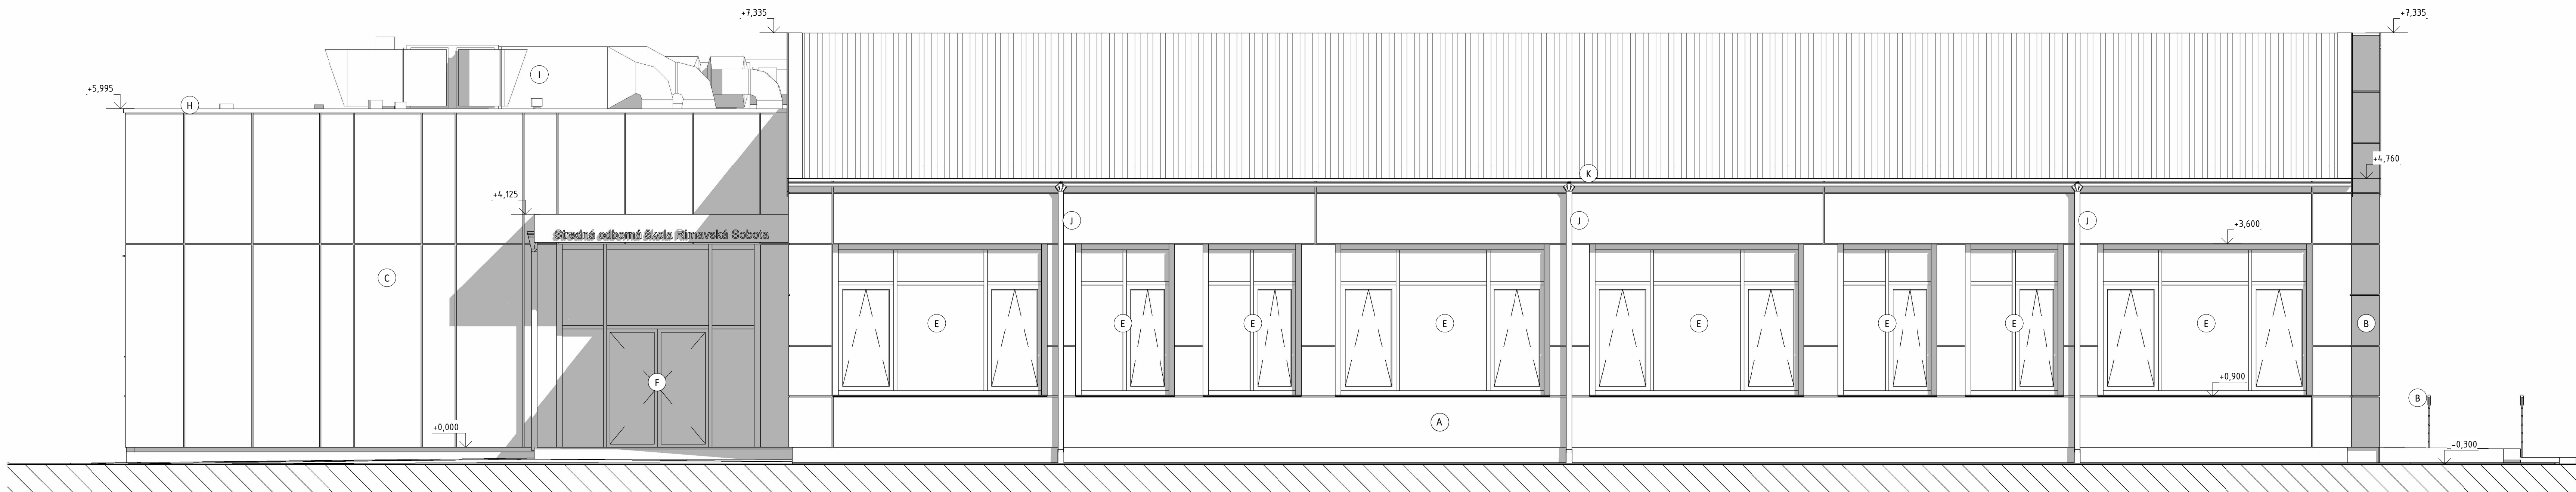 +7,335
+7,335
I
+5,995
H
+4,760
K
+4,125
J
J
J
+3,600
Stredná odborná škola Rimavská Sobota
C
E
E
E
E
E
E
E
E
B
+0,900
F
B
A
+0,000
-0,300